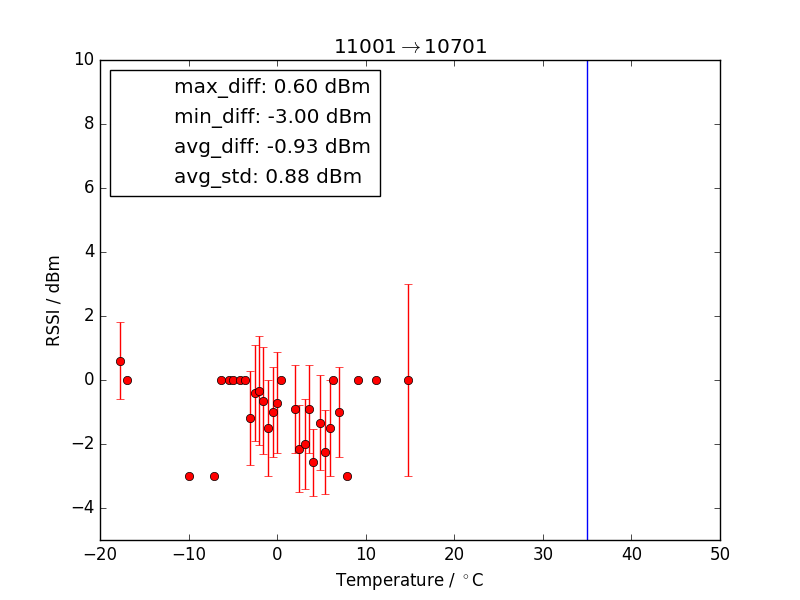 11001→10701
max_diff: 0.60 dBm
min_diff: -3.00 dBm
avg_diff: -0.93 dBm
avg_std: 0.88 dBm
10
8
6
4
2
0
−2
−4
RSSI / dBm
−20 −10 0 10 20 30 40 50
Temperature / °C